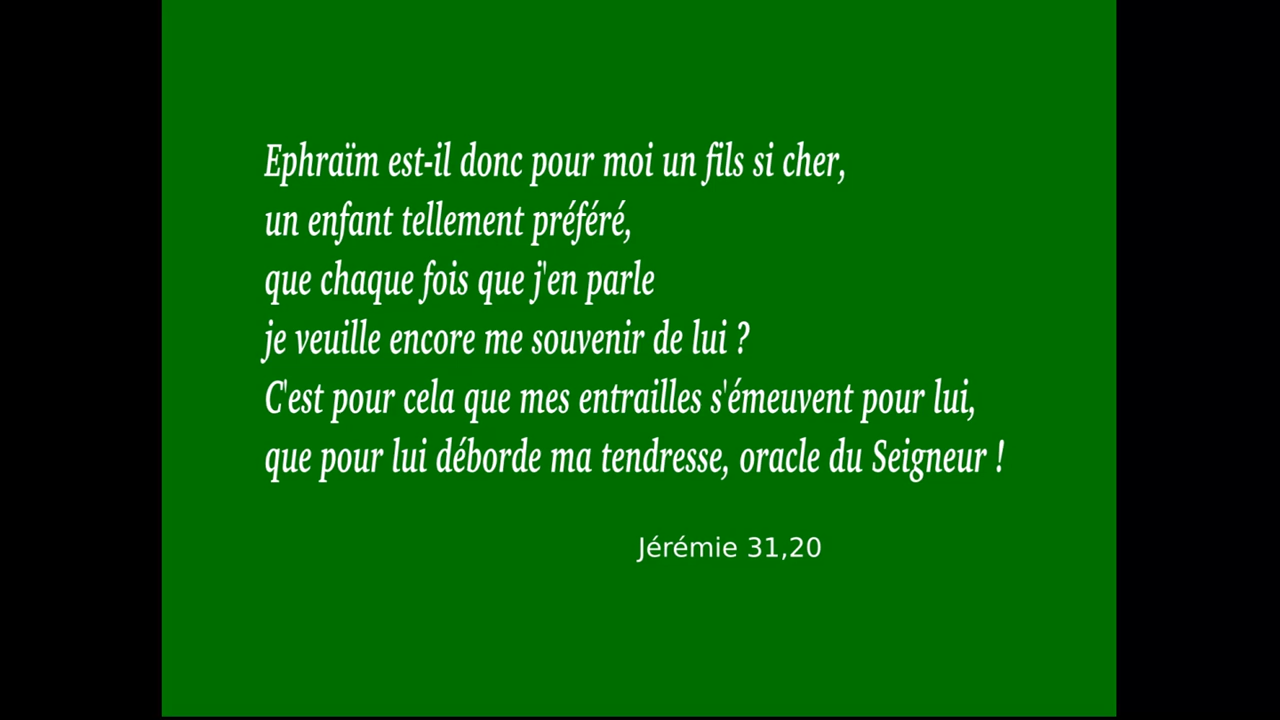 Ephraïm est-il donc pour moi un fils si cher,
un enfant tellement préféré,
que chaque fois que j'en parle
je veuille encore me souvenir de lui ?
C'est pour cela que mes entrailles s'émeuvent pour lui,
que pour lui déborde ma tendresse, oracle du Seigneur !
Jérémie 31,20